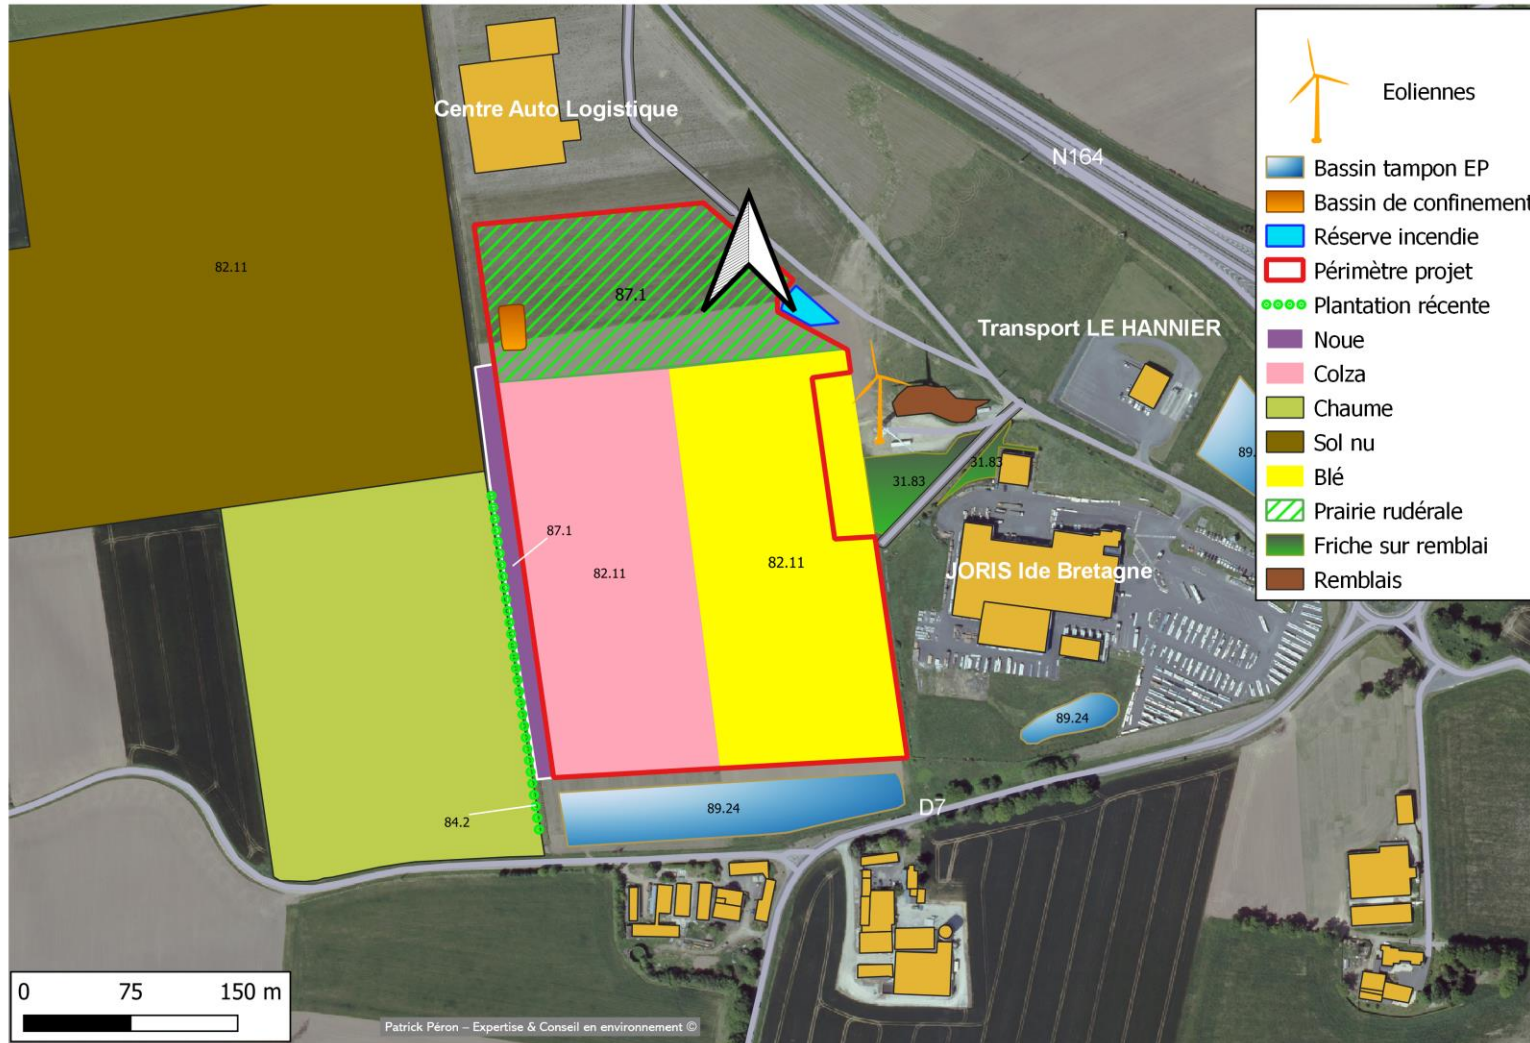 Centre Auto Logistique
N164
82.11
87.1
Transport LE HANNIER
31.83
31.83
89.
87.1
82.11
82.11
JORIS Ide Bretagne
89.24
89.24
D7
84.2
Eoliennes
Bassin tampon EP
Bassin de confinement
Réserve incendie
Périmètre projet
Plantation récente
Noue
Colza
Chaume
Sol nu
Blé
Prairie rudérale
Friche sur remblai
Remblais
0 75 150 m
Patrick Péron – Expertise & Conseil en environnement ©